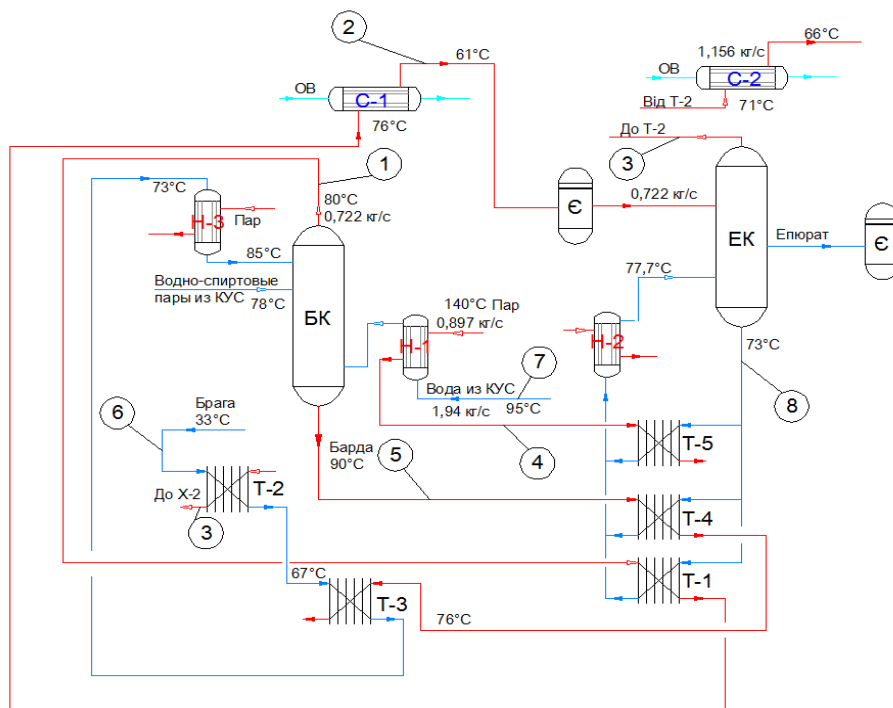 2
61°C
66°C
1,156 кг/с
ОВ
С-1
ОВ
С-2
Від Т-2
71°C
76°C
До Т-2
3
1
73°C
80°C
0,722 кг/с
Н-3
Пар
Є
0,722 кг/с
ЕК
Епюрат
Є
85°C
Водно-спиртовые
пары из КУС
78°C
БК
77,7°C
140°C Пар
0,897 кг/с
Н-1
Н-2
73°C
Вода из КУС
7
1,94 кг/с
95°C
8
6
Брага
33°C
Т-5
Барда
90°C
5
4
Т-2
До Х-2
3
Т-4
67°C
Т-3
Т-1
76°C